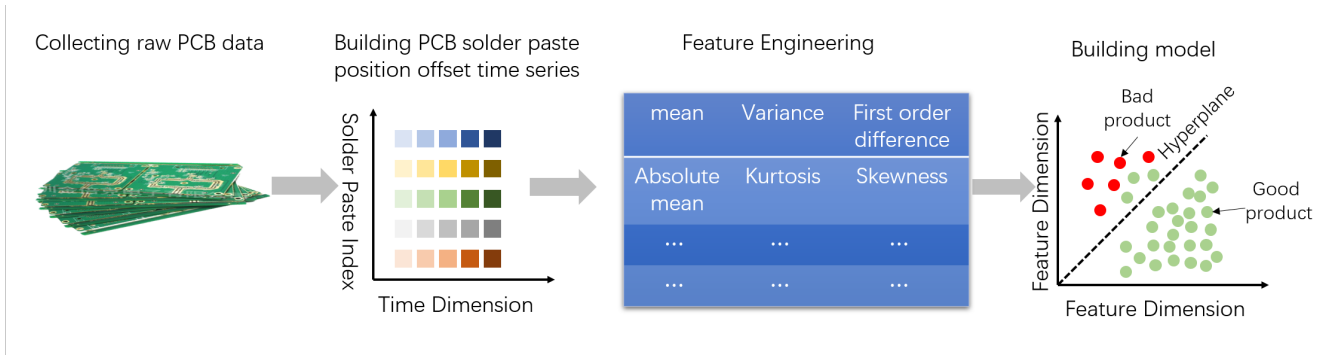 Collecting raw PCB data
Building PCB solder paste
position offset time series
Solder Paste Index
Time Dimension
Feature Engineering
mean Variance First order
difference
Absolute Kurtosis Skewness
mean
... ... ...
... ... ...
Building model
Bad
product
Hyperplane
Good
product
Feature Dimension
Feature Dimension